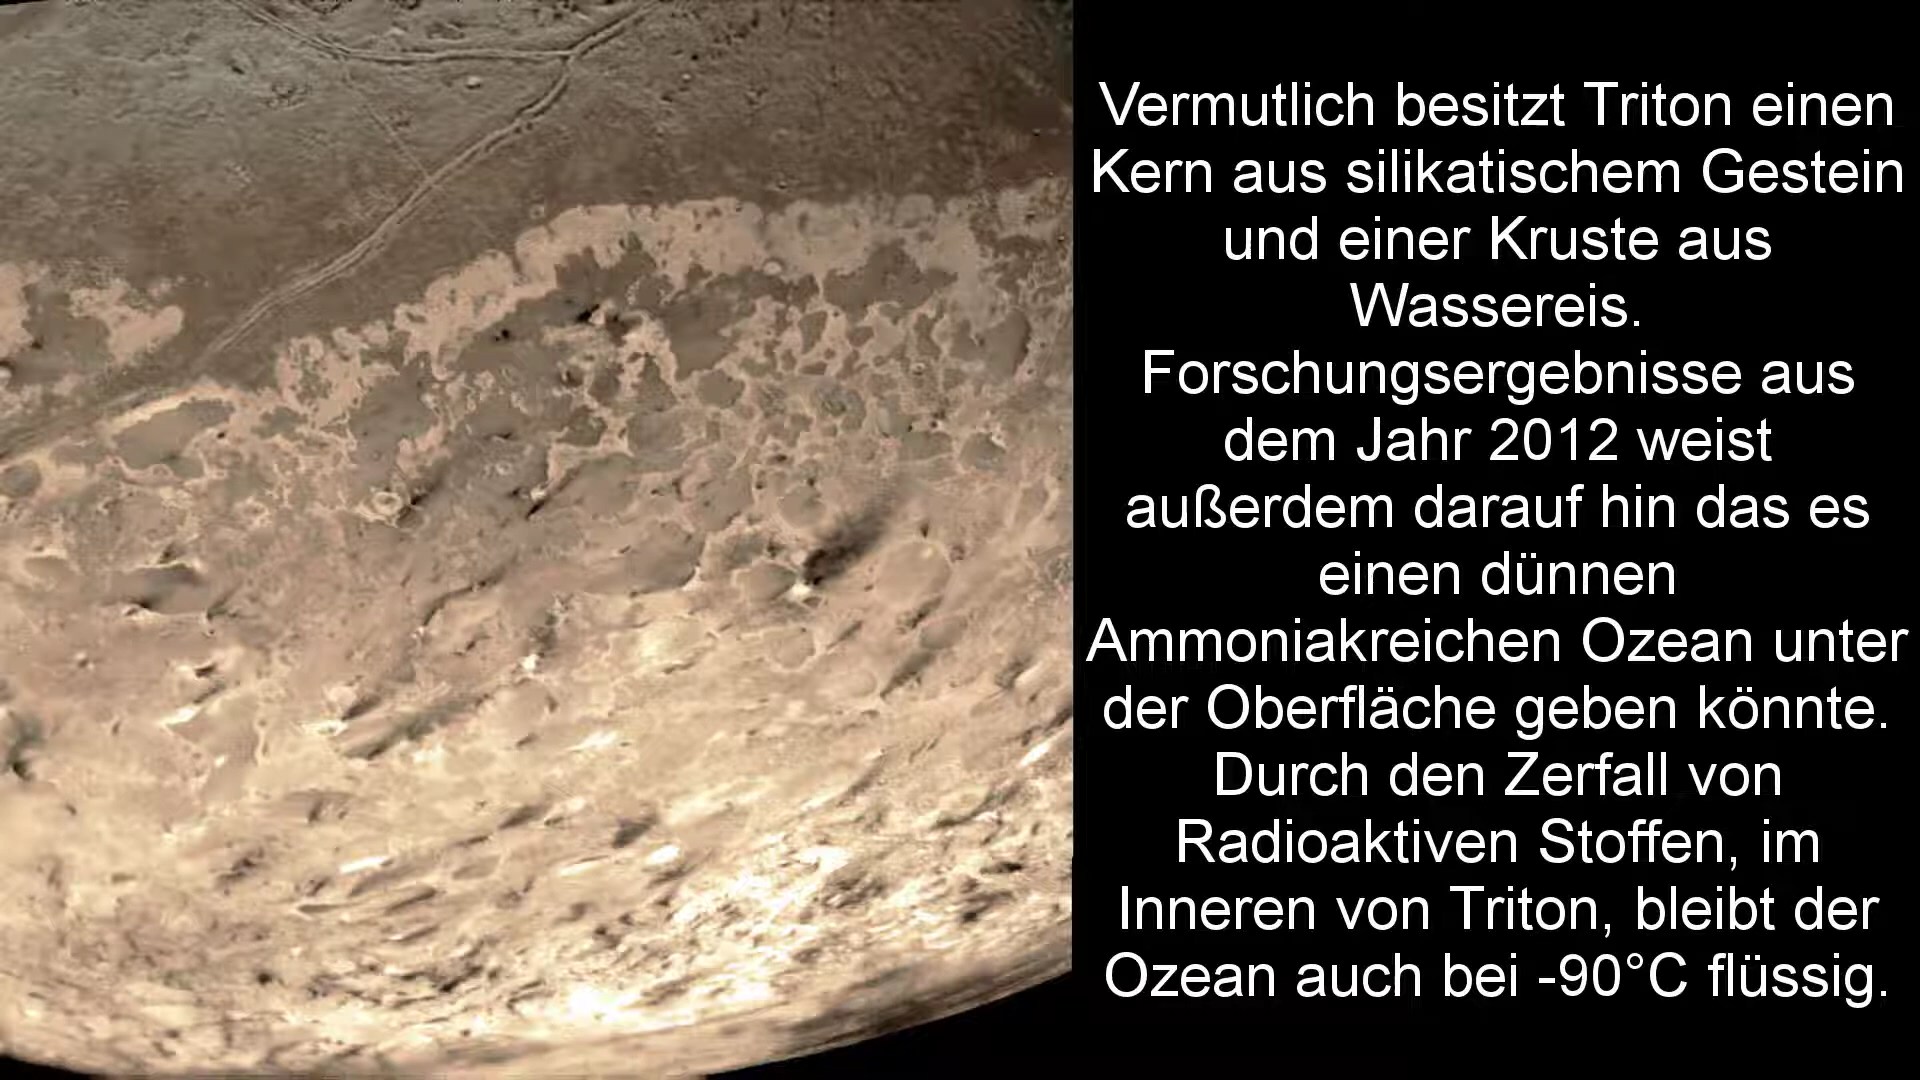 Vermutlich besitzt Triton einen
Kern aus silikatischem Gestein
und einer Kruste aus
Wassereis.
Forschungsergebnisse aus
dem Jahr 2012 weist
außerdem darauf hin das es
einen dünnen
Ammoniakreichen Ozean unter
der Oberfläche geben könnte.
Durch den Zerfall von
Radioaktiven Stoffen, im
Inneren von Triton, bleibt der
Ozean auch bei -90°C flüssig.